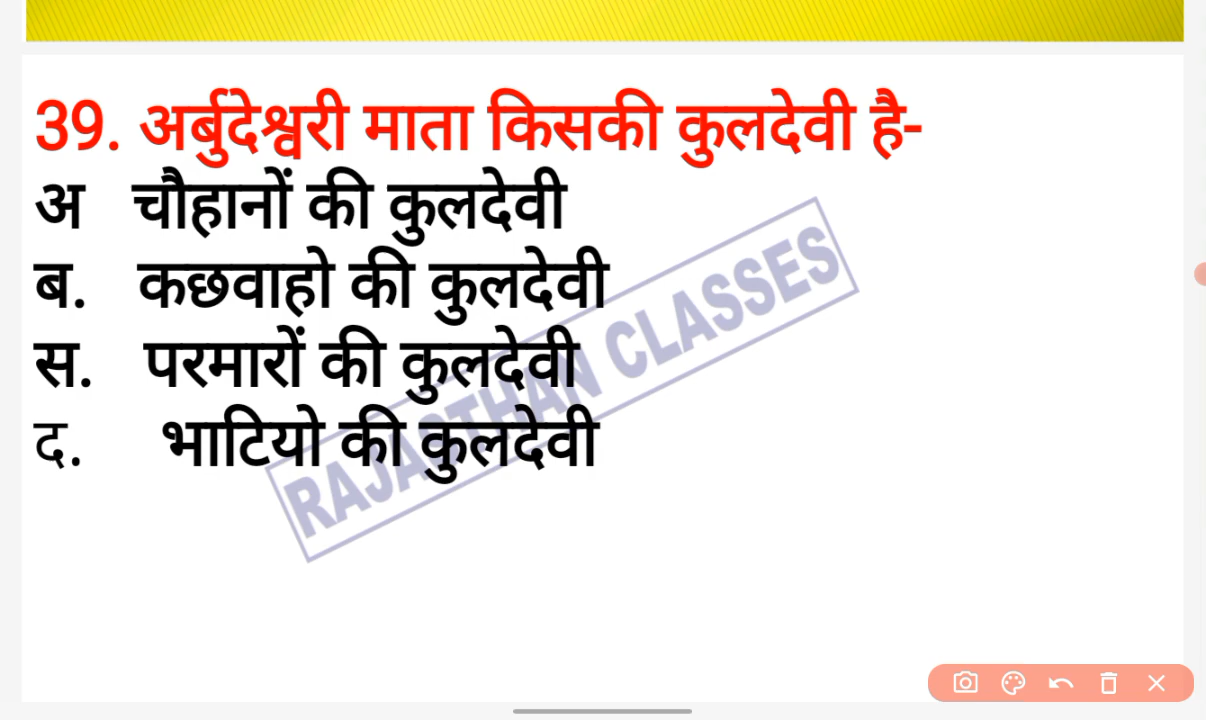 39. अर्बुदेश्वरी माता किसकी कुलदेवी है-
अ चौहानों की कुलदेवी
ब. कछवाहो की कुलदेवी
स. परमारों की कुलदेवी
द. भाटियो की कुलदेवी
RAJASTHAN CLASSES